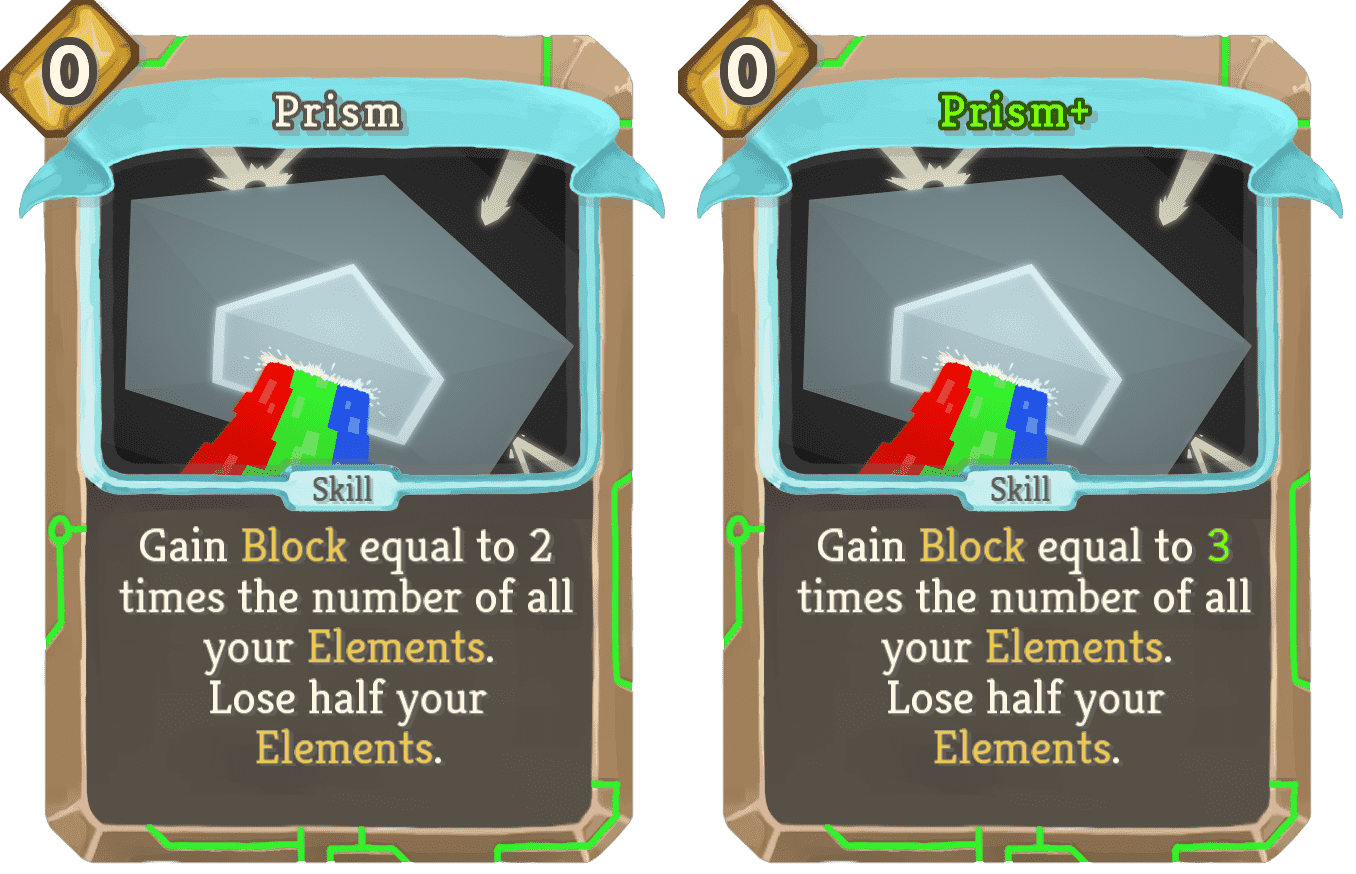 0
Prism
Skill
Gain Block equal to 2
times the number of all
your Elements.
Lose half your
Elements.
0
Prism+
Skill
Gain Block equal to 3
times the number of all
your Elements.
Lose half your
Elements.